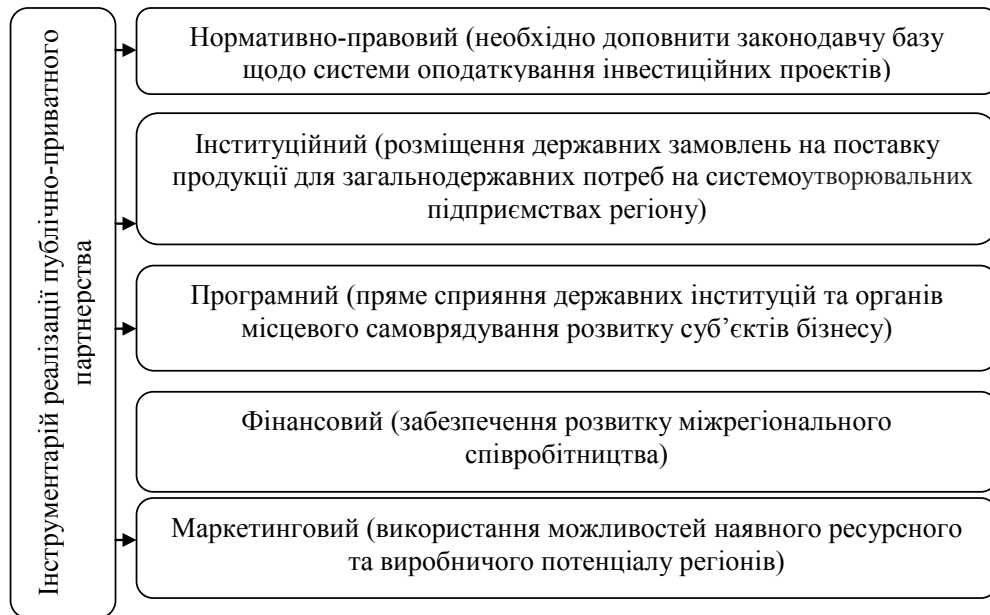 Інструментарій реалізації публічно-приватного
партнерства
Нормативно-правовий (необхідно доповнити законодавчу базу
щодо системи оподаткування інвестиційних проектів)
Інституційний (розміщення державних замовлень на поставку
продукції для загальнодержавних потреб на системоутворювальних
підприємствах регіону)
Програмний (пряме сприяння державних інституцій та органів
місцевого самоврядування розвитку суб’єктів бізнесу)
Фінансовий (забезпечення розвитку міжрегіонального
співробітництва)
Маркетинговий (використання можливостей наявного ресурсного
та виробничого потенціалу регіонів)